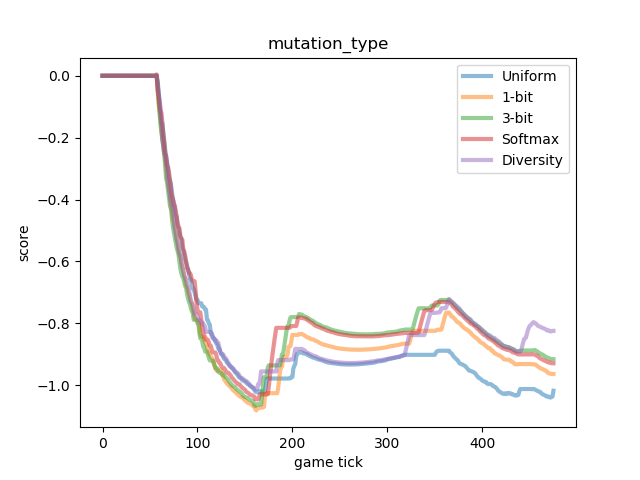 mutation_type
0.0
−0.2
−0.4
−0.6
−0.8
−1.0
score
0
100
200
300
400
game tick
Uniform
1-bit
3-bit
Softmax
Diversity